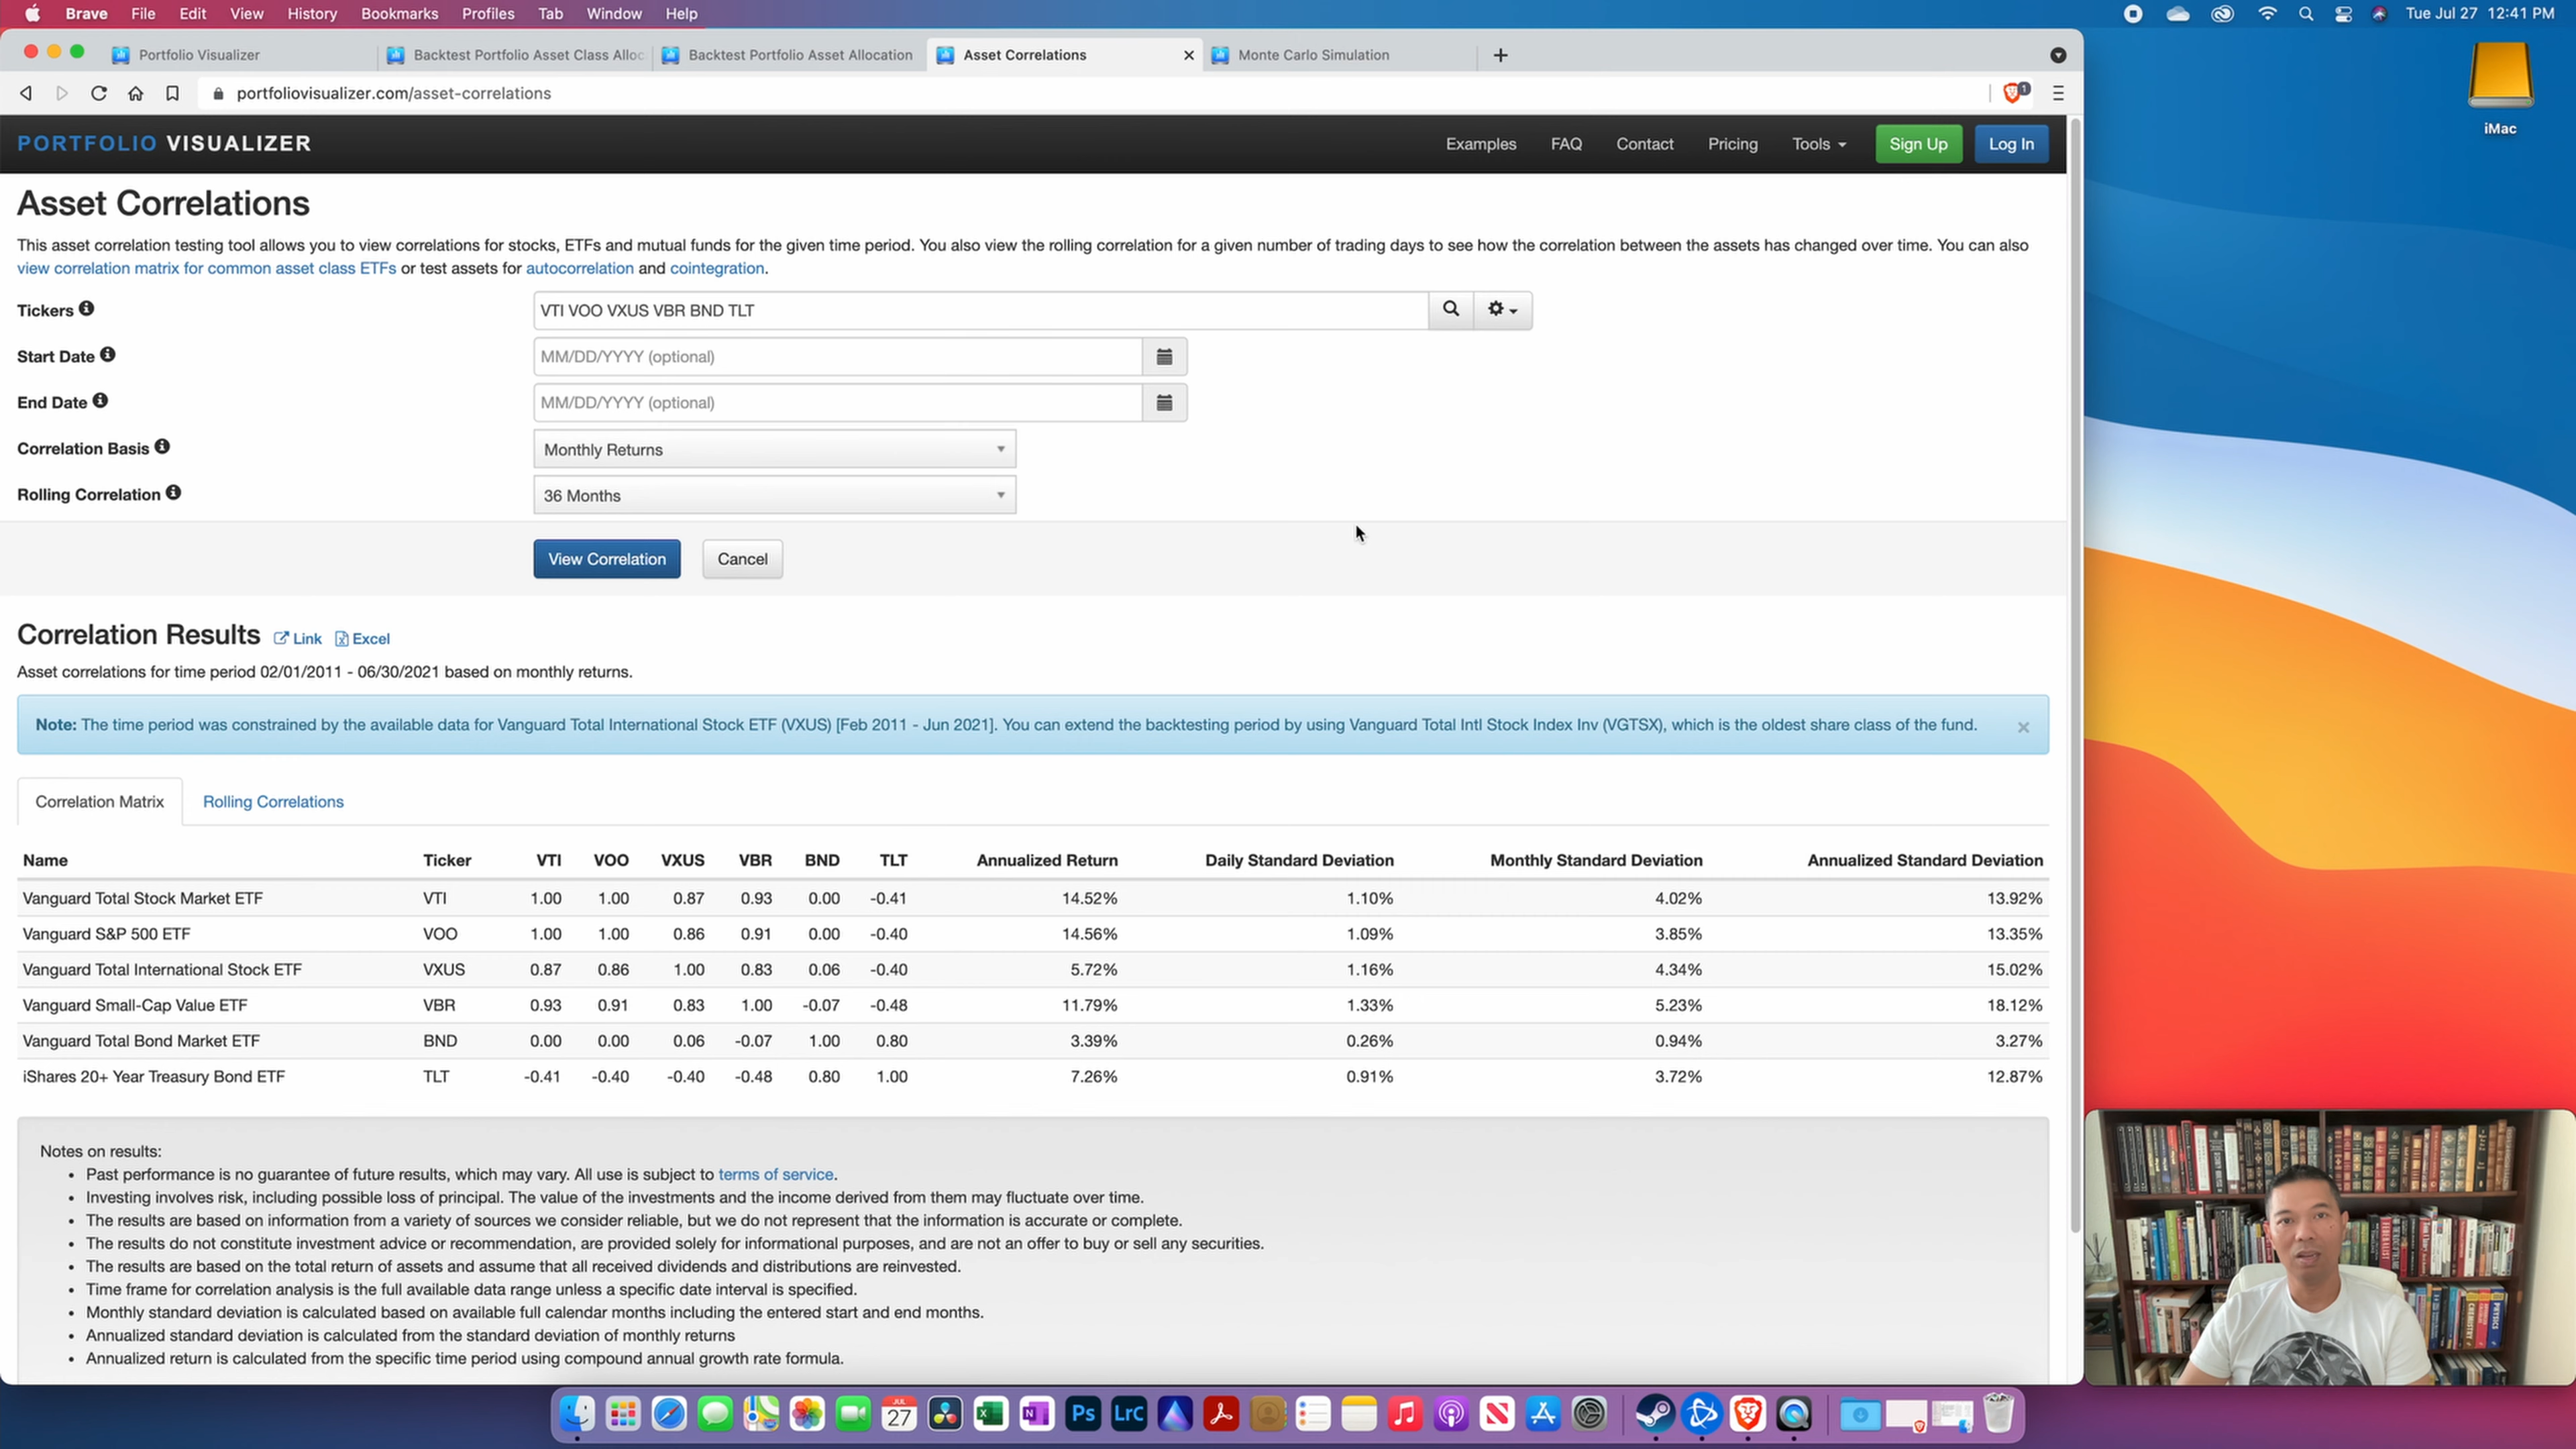 Brave File Edit View History Bookmarks Profiles Tab Window Help Tue Jul 27 12:41 PM
Portfolio Visualizer Backtest Portfolio Asset Class Alloc Backtest Portfolio Asset Allocation Asset Correlations Monte Carlo Simulation
portfoliovisualizer.com/asset-correlations 1
iMac
PORTFOLIO VISUALIZER Examples FAQ Contact Pricing Tools Sign Up Log In
Asset Correlations
This asset correlation testing tool allows you to view correlations for stocks, ETFs and mutual funds for the given time period. You also view the rolling correlation for a given number of trading days to see how the correlation between the assets has changed over time. You can also
view correlation matrix for common asset class ETFs or test assets for autocorrelation and cointegration.
Tickers VTI VOO VXUS VBR BND TLT
Start Date MM/DD/YYYY (optional)
End Date MM/DD/YYYY (optional)
Correlation Basis Monthly Returns
Rolling Correlation 36 Months
View Correlation Cancel
Correlation Results Link Excel
Asset correlations for time period 02/01/2011 - 06/30/2021 based on monthly returns.
Note: The time period was constrained by the available data for Vanguard Total International Stock ETF (VXUS) [Feb 2011 - Jun 2021]. You can extend the backtesting period by using Vanguard Total Intl Stock Index Inv (VGTSX), which is the oldest share class of the fund.
Correlation Matrix Rolling Correlations
Name Ticker VTI VOO VXUS VBR BND TLT Annualized Return Daily Standard Deviation Monthly Standard Deviation Annualized Standard Deviation
Vanguard Total Stock Market ETF VTI 1.00 1.00 0.87 0.93 0.00 -0.41 14.52% 1.10% 4.02% 13.92%
Vanguard S&P 500 ETF VOO 1.00 1.00 0.86 0.91 0.00 -0.40 14.56% 1.09% 3.85% 13.35%
Vanguard Total International Stock ETF VXUS 0.87 0.86 1.00 0.83 0.06 -0.40 5.72% 1.16% 4.34% 15.02%
Vanguard Small-Cap Value ETF VBR 0.93 0.91 0.83 1.00 -0.07 -0.48 11.79% 1.33% 5.23% 18.12%
Vanguard Total Bond Market ETF BND 0.00 0.00 0.06 -0.07 1.00 0.80 3.39% 0.26% 0.94% 3.27%
iShares 20+ Year Treasury Bond ETF TLT -0.41 -0.40 -0.40 -0.48 0.80 1.00 7.26% 0.91% 3.72% 12.87%
Notes on results:
• Past performance is no guarantee of future results, which may vary. All use is subject to terms of service.
• Investing involves risk, including possible loss of principal. The value of the investments and the income derived from them may fluctuate over time.
• The results are based on information from a variety of sources we consider reliable, but we do not represent that the information is accurate or complete.
• The results do not constitute investment advice or recommendation, are provided solely for informational purposes, and are not an offer to buy or sell any securities.
• The results are based on the total return of assets and assume that all received dividends and distributions are reinvested.
• Time frame for correlation analysis is the full available data range unless a specific date interval is specified.
• Monthly standard deviation is calculated based on available full calendar months including the entered start and end months.
• Annualized standard deviation is calculated from the standard deviation of monthly returns
• Annualized return is calculated from the specific time period using compound annual growth rate formula.
CHEMISTRY PHYSICS
JUL 27 Ps LrC